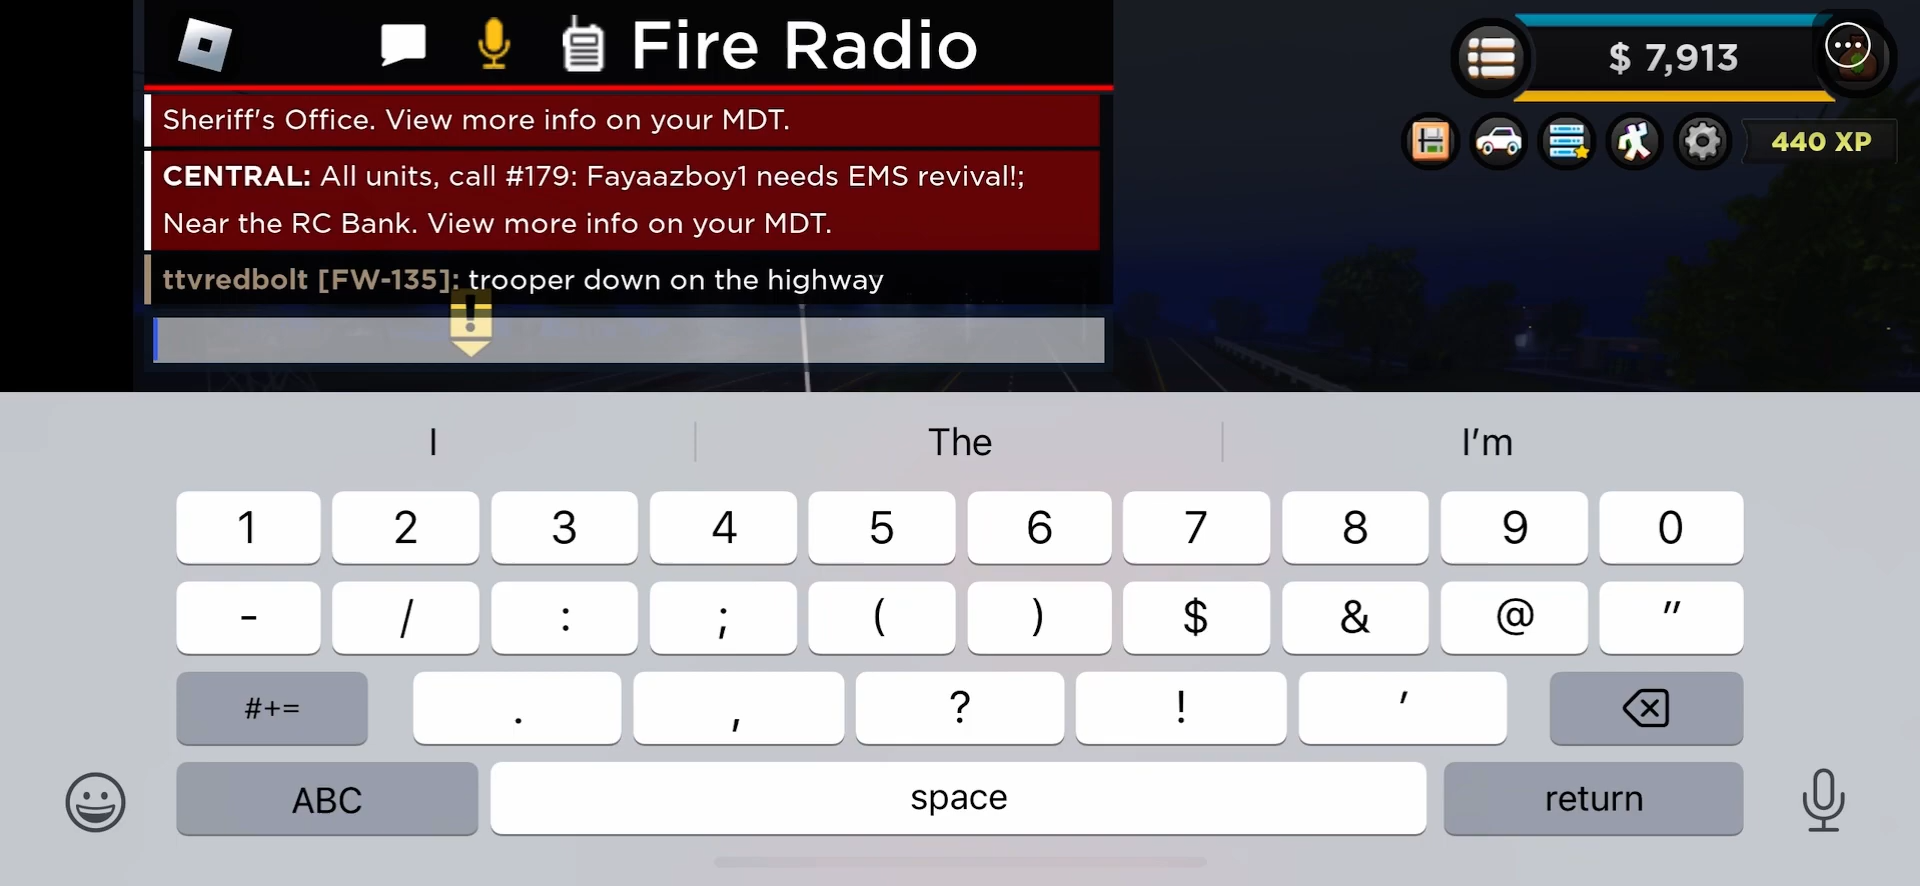 Fire Radio
$ 7,913
440 XP
Sheriff's Office. View more info on your MDT.
CENTRAL: All units, call #179: Fayaazboy1 needs EMS revival!;
Near the RC Bank. View more info on your MDT.
ttvredbolt [FW-135]: trooper down on the highway
I The I'm
1 2 3 4 5 6 7 8 9 0
- / : ; ( ) $ & @ "
#+= . , ? ! '
ABC space return